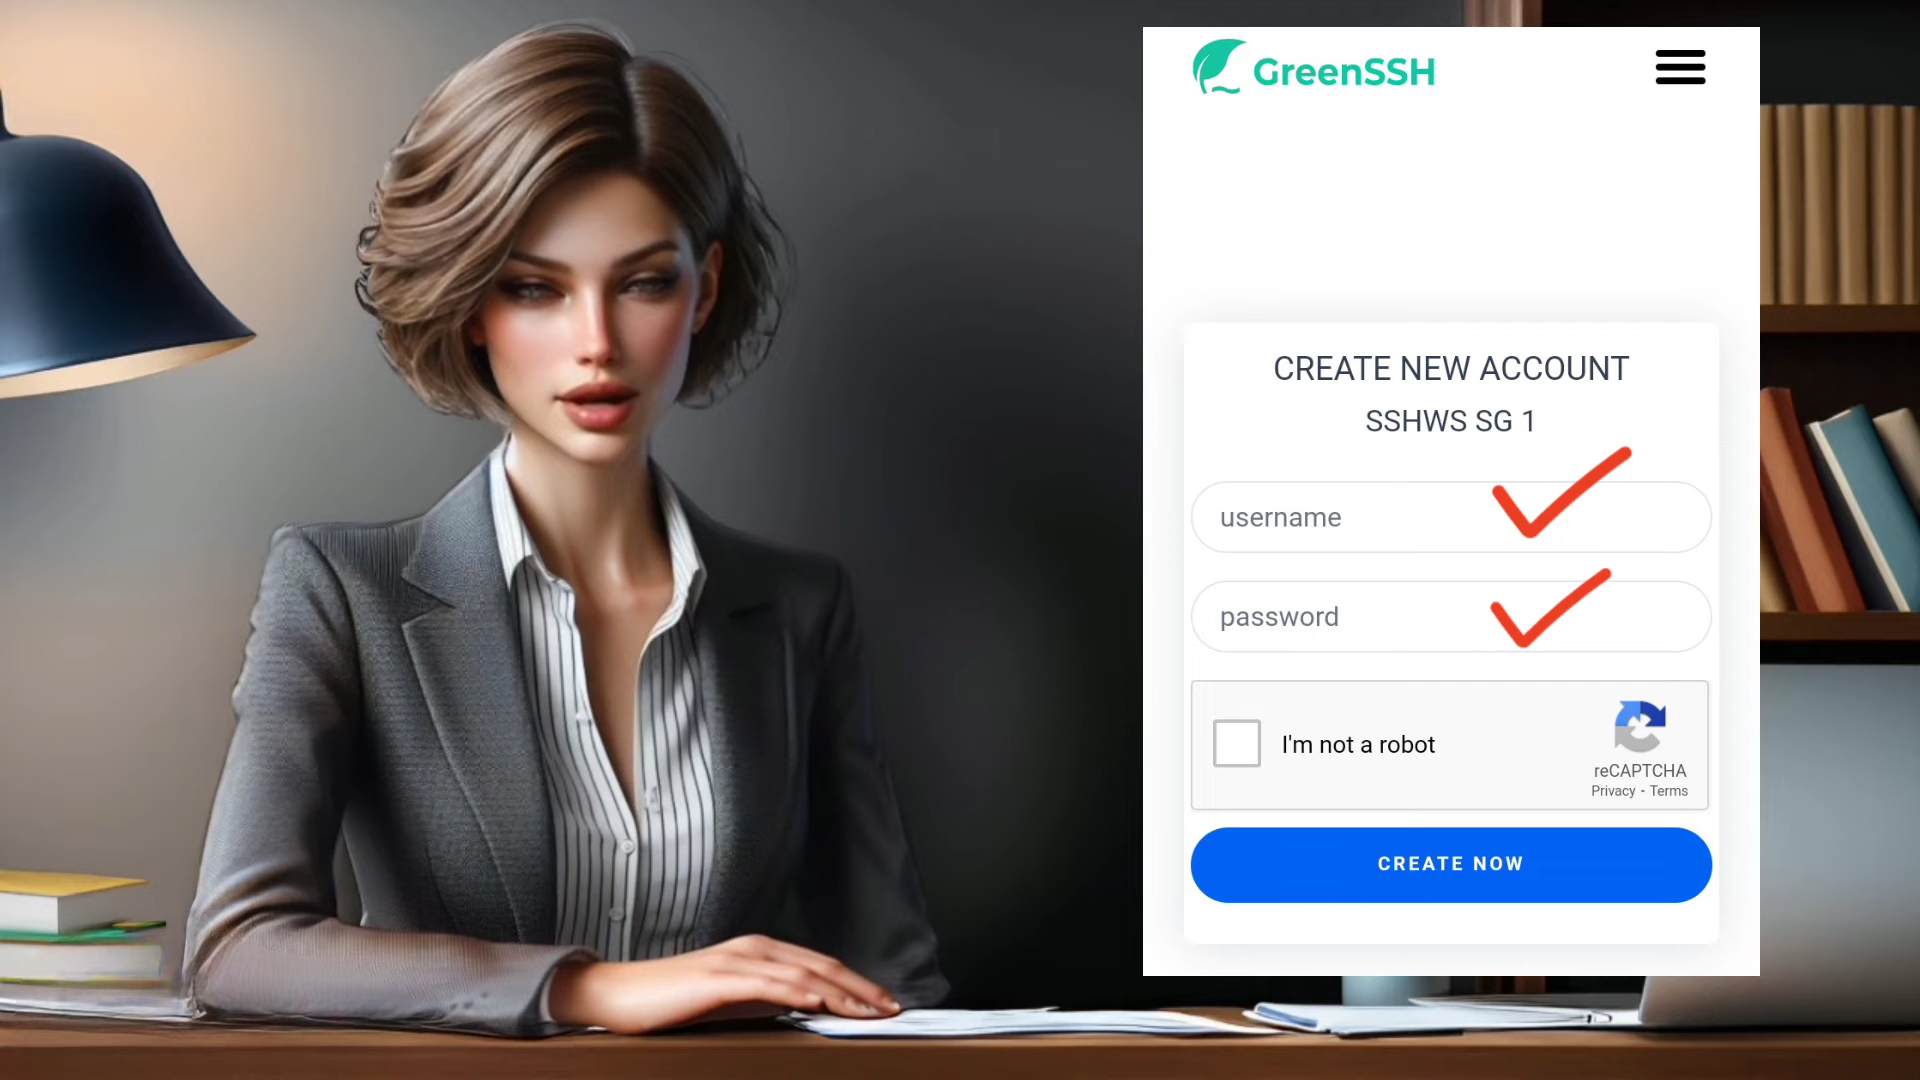 GreenSSH
CREATE NEW ACCOUNT
SSHWS SG 1
username
password
I'm not a robot
reCAPTCHA
Privacy - Terms
CREATE NOW